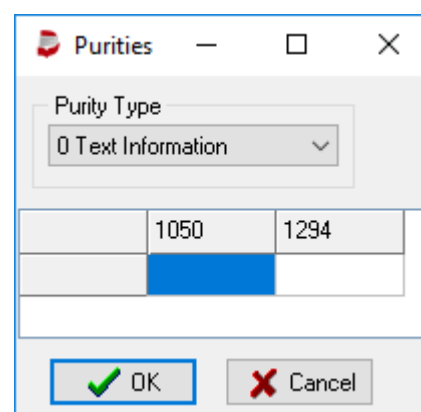 Purities
Purity Type
0 Text Information
1050 1294
OK Cancel